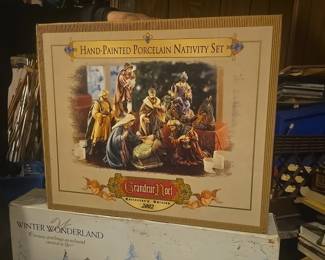 HAND-PAINTED PORCELAIN NATIVITY SET
Grandeur Noel
COLLECTOR'S EDITION
2002
WINTER WONDERLAND